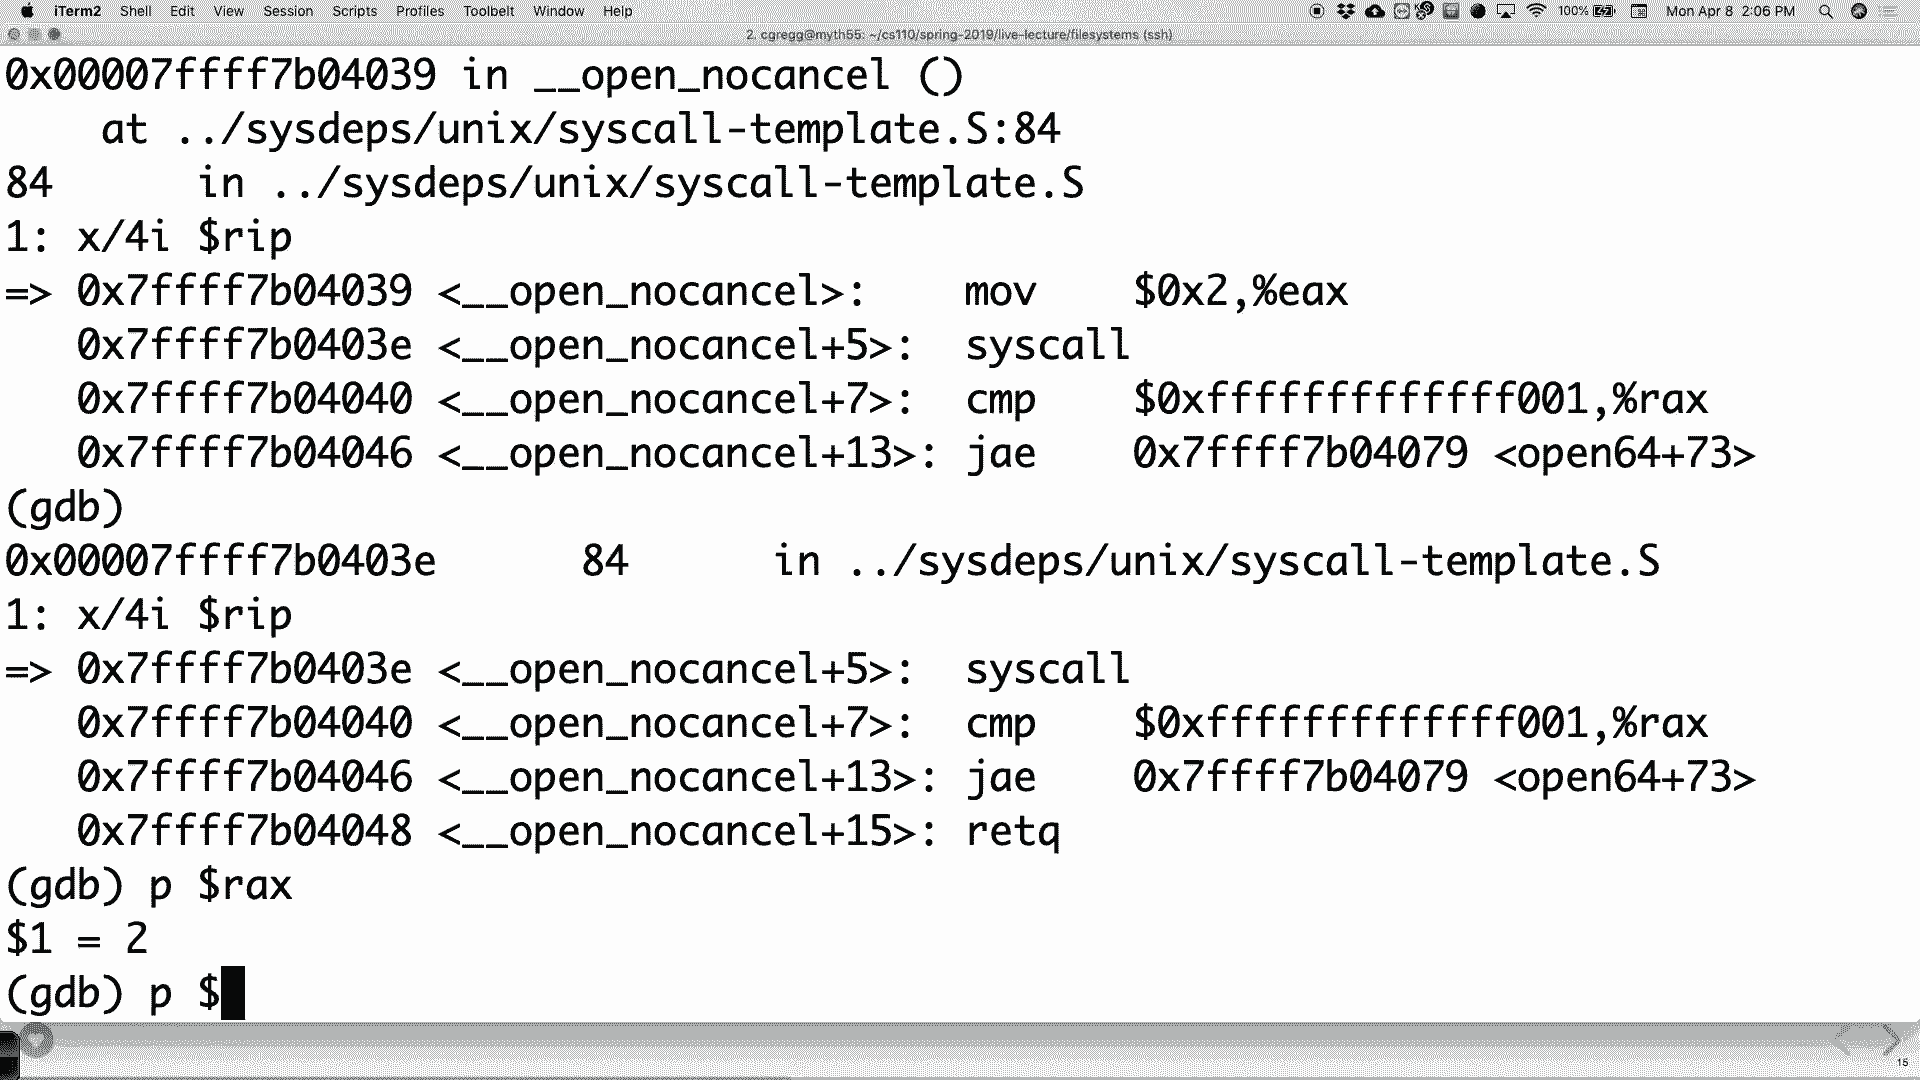 iTerm2 Shell Edit View Session Scripts Profiles Toolbelt Window Help 100% Mon Apr 8 2:06 PM
2. cgregg@myth55: ~/cs110/spring-2019/live-lecture/filesystems (ssh)
0x00007ffff7b04039 in __open_nocancel ()
at ../sysdeps/unix/syscall-template.S:84
84 in ../sysdeps/unix/syscall-template.S
1: x/4i $rip
=> 0x7ffff7b04039 <__open_nocancel>: mov $0x2,%eax
0x7ffff7b0403e <__open_nocancel+5>: syscall
0x7ffff7b04040 <__open_nocancel+7>: cmp $0xfffffffffffff001,%rax
0x7ffff7b04046 <__open_nocancel+13>: jae 0x7ffff7b04079 <open64+73>
(gdb)
0x00007ffff7b0403e 84 in ../sysdeps/unix/syscall-template.S
1: x/4i $rip
=> 0x7ffff7b0403e <__open_nocancel+5>: syscall
0x7ffff7b04040 <__open_nocancel+7>: cmp $0xfffffffffffff001,%rax
0x7ffff7b04046 <__open_nocancel+13>: jae 0x7ffff7b04079 <open64+73>
0x7ffff7b04048 <__open_nocancel+15>: retq
(gdb) p $rax
$1 = 2
(gdb) p $
15